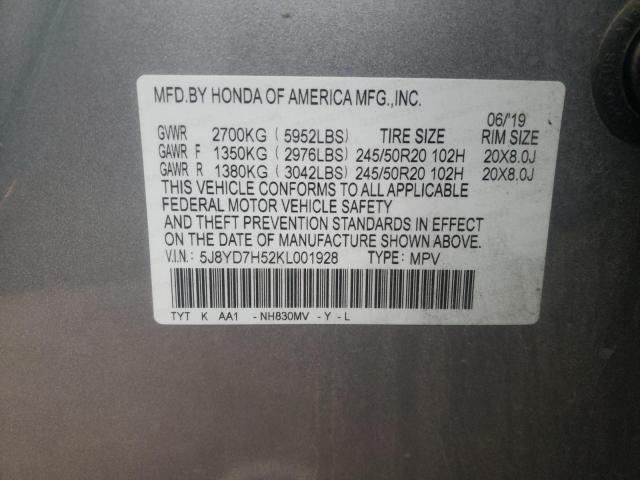 MFD.BY HONDA OF AMERICA MFG.,INC.
06/'19
GVWR 2700KG ( 5952LBS) TIRE SIZE RIM SIZE
GAWR F 1350KG ( 2976LBS) 245/50R20 102H 20X8.0J
GAWR R 1380KG ( 3042LBS) 245/50R20 102H 20X8.0J
THIS VEHICLE CONFORMS TO ALL APPLICABLE
FEDERAL MOTOR VEHICLE SAFETY
AND THEFT PREVENTION STANDARDS IN EFFECT
ON THE DATE OF MANUFACTURE SHOWN ABOVE.
V.I.N.: 5J8YD7H52KL001928 TYPE: MPV
TYT K AA1 - NH830MV - Y - L